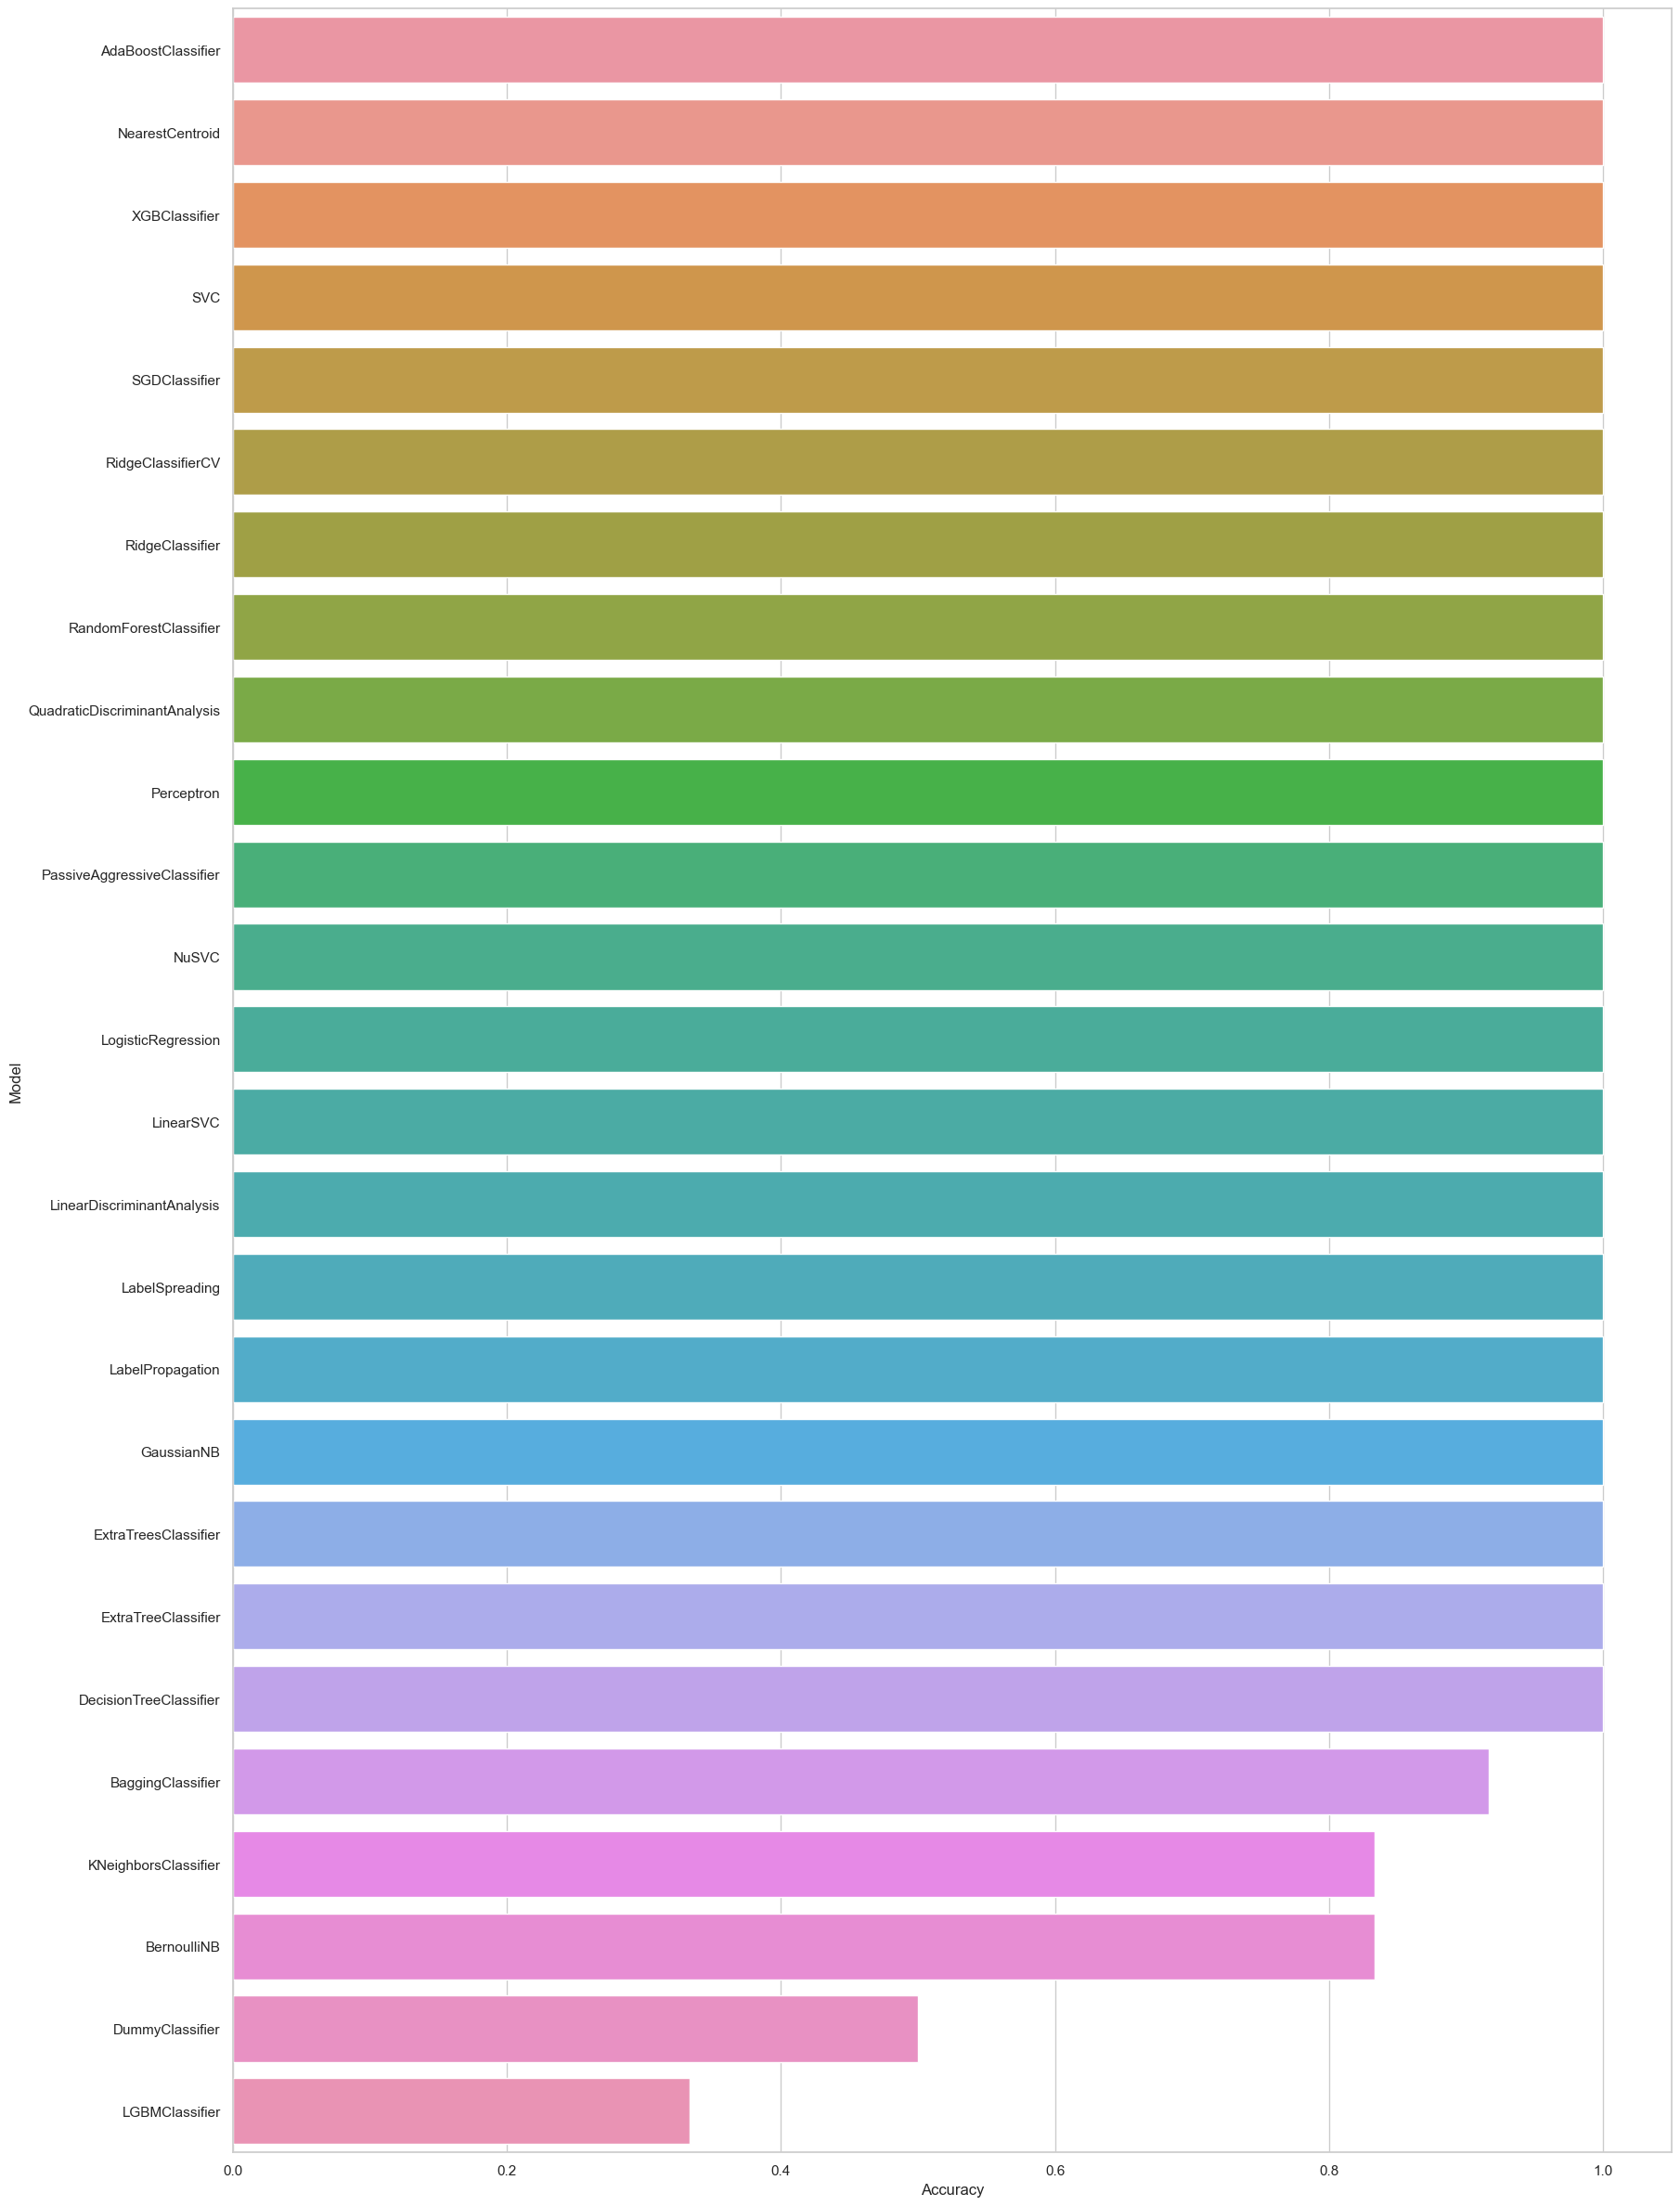 AdaBoostClassifier
NearestCentroid
XGBClassifier
SVC
SGDClassifier
RidgeClassifierCV
RidgeClassifier
RandomForestClassifier
QuadraticDiscriminantAnalysis
Perceptron
PassiveAggressiveClassifier
NuSVC
LogisticRegression
LinearSVC
LinearDiscriminantAnalysis
LabelSpreading
LabelPropagation
GaussianNB
ExtraTreesClassifier
ExtraTreeClassifier
DecisionTreeClassifier
BaggingClassifier
KNeighborsClassifier
BernoulliNB
DummyClassifier
LGBMClassifier
Model
0.0 0.2 0.4 0.6 0.8 1.0
Accuracy